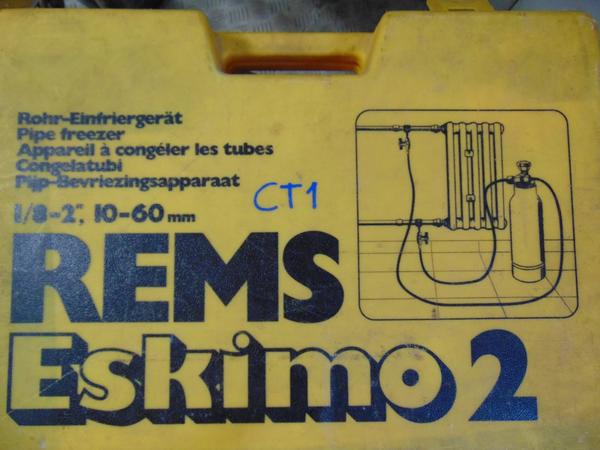 Rohr-Einfriergerät
Pipe freezer
Appareil à congéler les tubes
Congelatubi
Pijp-Bevriezingsapparaat
CT1
1/8-2", 10-60 mm
REMS
Eskimo 2